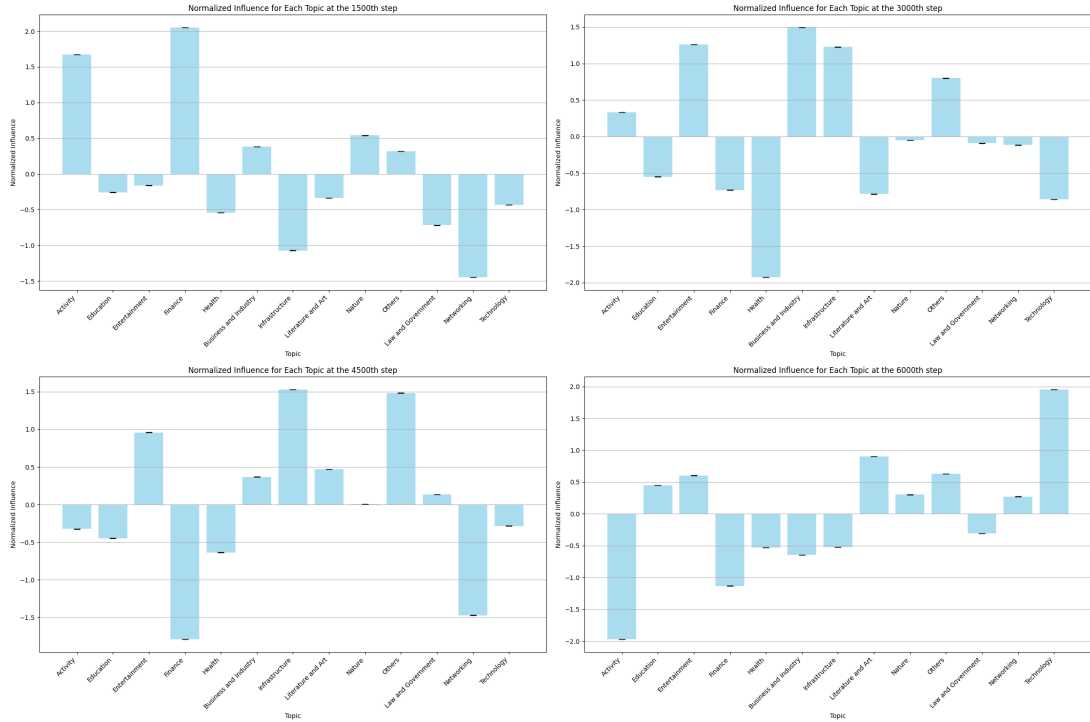 Normalized Influence for Each Topic at the 1500th step
Normalized Influence
2.0
1.5
1.0
0.5
0.0
−0.5
−1.0
−1.5
Activity
Education
Entertainment
Finance
Health
Business and Industry
Infrastructure
Literature and Art
Nature
Others
Law and Government
Networking
Technology
Topic
Normalized Influence for Each Topic at the 3000th step
Normalized Influence
1.5
1.0
0.5
0.0
−0.5
−1.0
−1.5
−2.0
Activity
Education
Entertainment
Finance
Health
Business and Industry
Infrastructure
Literature and Art
Nature
Others
Law and Government
Networking
Technology
Topic
Normalized Influence for Each Topic at the 4500th step
Normalized Influence
1.5
1.0
0.5
0.0
−0.5
−1.0
−1.5
Activity
Education
Entertainment
Finance
Health
Business and Industry
Infrastructure
Literature and Art
Nature
Others
Law and Government
Networking
Technology
Topic
Normalized Influence for Each Topic at the 6000th step
Normalized Influence
2.0
1.5
1.0
0.5
0.0
−0.5
−1.0
−1.5
−2.0
Activity
Education
Entertainment
Finance
Health
Business and Industry
Infrastructure
Literature and Art
Nature
Others
Law and Government
Networking
Technology
Topic